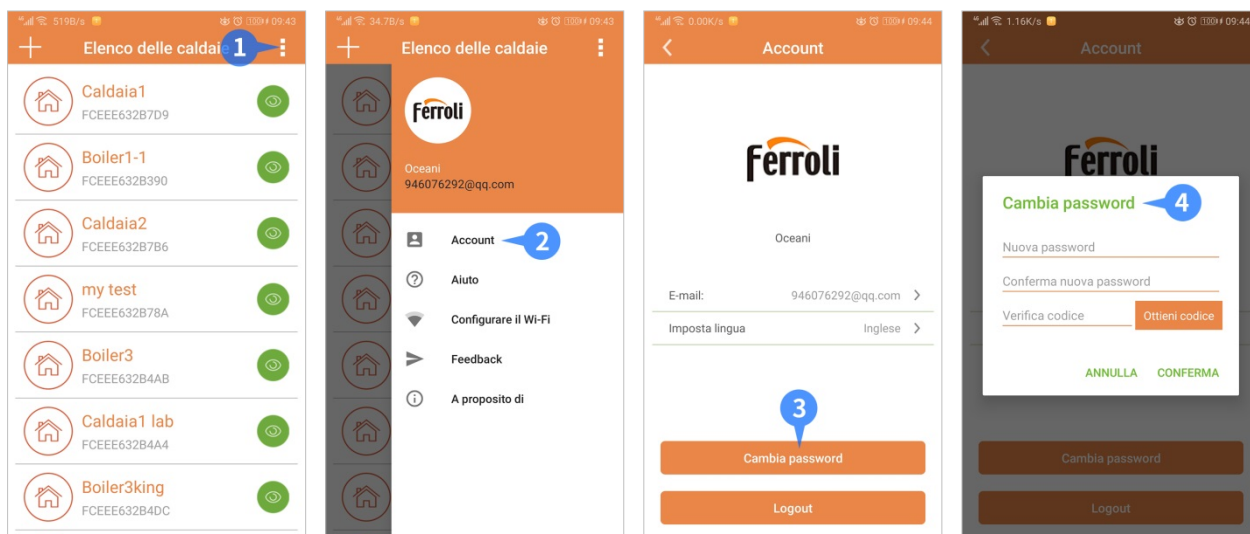 519B/s
100
09:43
Elenco delle caldaie
1
Caldaia1
FCEEE632B7D9
Boiler1-1
FCEEE632B390
Caldaia2
FCEEE632B7B6
my test
FCEEE632B78A
Boiler3
FCEEE632B4AB
Caldaia1 lab
FCEEE632B4A4
Boiler3king
FCEEE632B4DC
34.7B/s
100
09:43
Elenco delle caldaie
Ferroli
Oceani
946076292@qq.com
Account
2
Aiuto
Configurare il Wi-Fi
Feedback
A proposito di
0.00K/s
100
09:44
Account
Ferroli
Oceani
E-mail: 946076292@qq.com
Imposta lingua Inglese
3
Cambia password
Logout
1.16K/s
100
09:44
Account
Ferroli
Cambia password
4
Nuova password
Conferma nuova password
Verifica codice Ottieni codice
ANNULLA CONFERMA
Cambia password
Logout